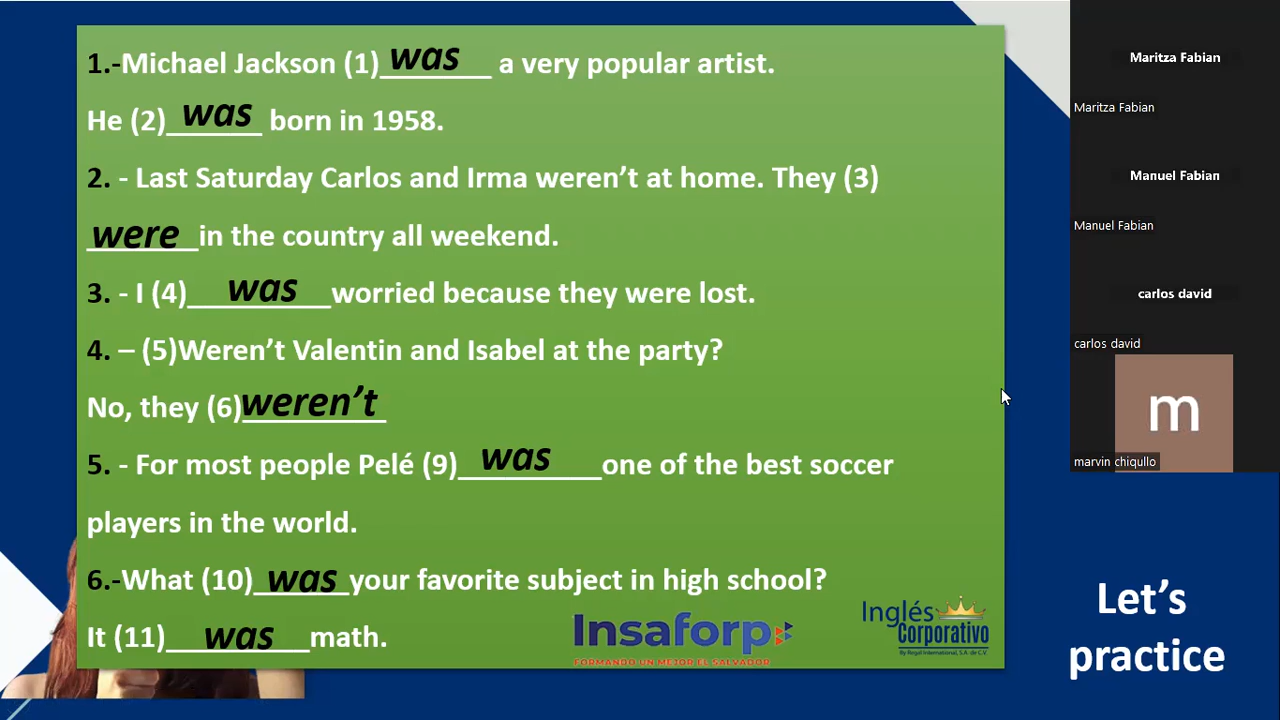 1.-Michael Jackson (1) was a very popular artist.
He (2) was born in 1958.
2. - Last Saturday Carlos and Irma weren’t at home. They (3)
were in the country all weekend.
3. - I (4) was worried because they were lost.
4. – (5)Weren’t Valentin and Isabel at the party?
No, they (6) weren’t
5. - For most people Pelé (9) was one of the best soccer
players in the world.
6.-What (10) was your favorite subject in high school?
It (11) was math.
Insaforp
FORMANDO UN MEJOR EL SALVADOR
Inglés
Corporativo
By Regal International, S.A. de C.V.
Let’s
practice
Maritza Fabian
Maritza Fabian
Manuel Fabian
Manuel Fabian
carlos david
carlos david
m
marvin chiqullo